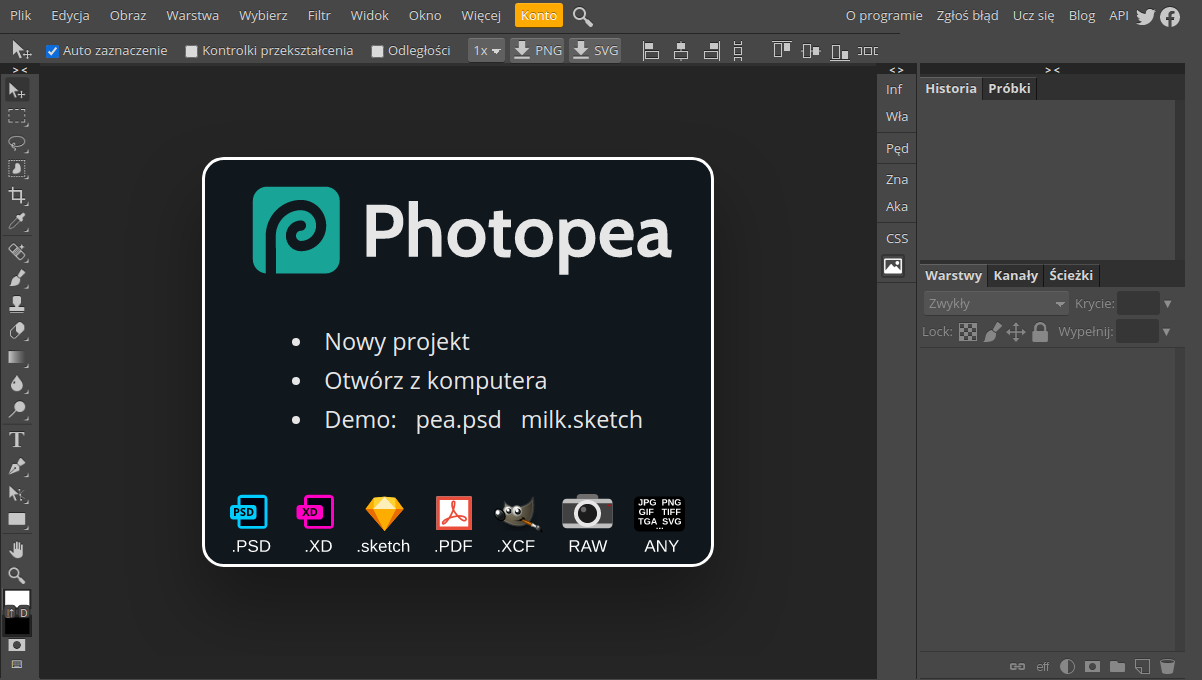 Plik Edycja Obraz Warstwa Wybierz Filtr Widok Okno Więcej Konto O programie Zgłoś błąd Ucz się Blog API
Auto zaznaczenie Kontrolki przekształcenia Odległości 1x PNG SVG
> < < > > <
Inf
Wła
Pęd
Zna
Aka
CSS
Historia Próbki
Photopea
Nowy projekt
Otwórz z komputera
Demo: pea.psd milk.sketch
PSD XD JPG PNG
GIF TIFF
TGA SVG
...
.PSD .XD .sketch .PDF .XCF RAW ANY
Warstwy Kanały Ścieżki
Zwykły Krycie:
Lock: Wypełnij:
T
D
eff